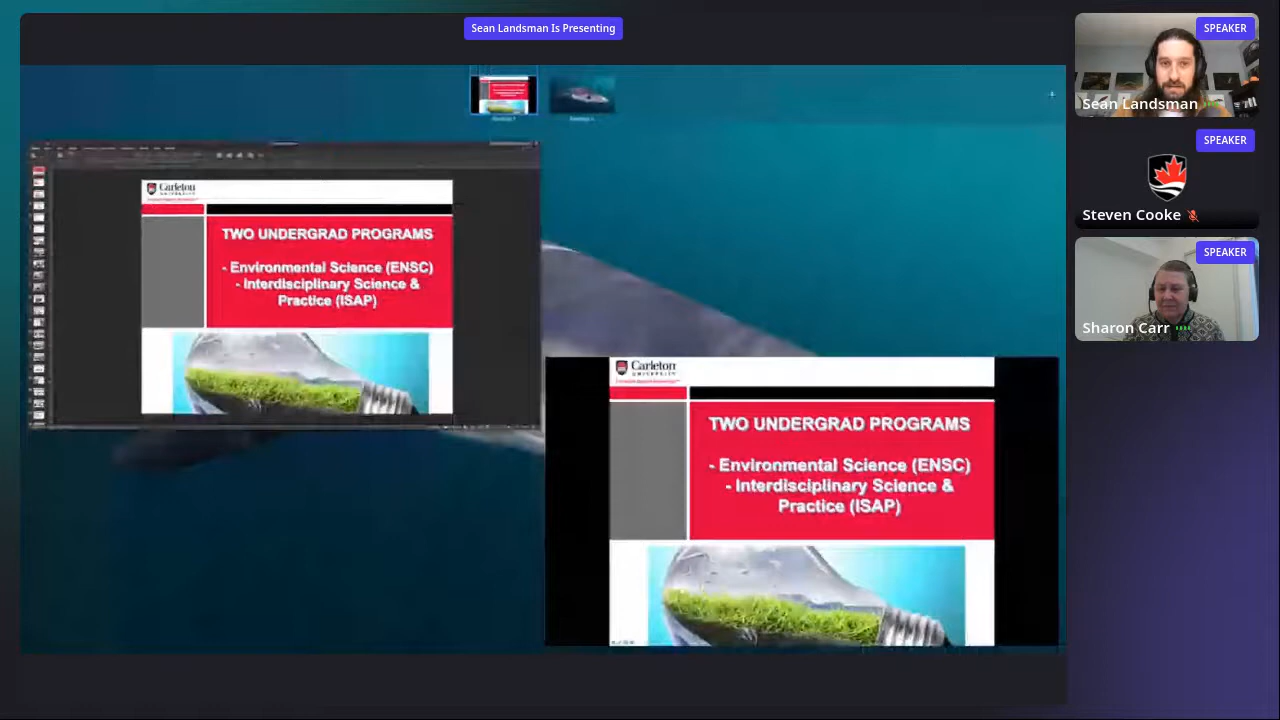 Sean Landsman Is Presenting
SPEAKER
Sean Landsman
SPEAKER
Steven Cooke
SPEAKER
Sharon Carr
Carleton
UNIVERSITY
TWO UNDERGRAD PROGRAMS
- Environmental Science (ENSC)
- Interdisciplinary Science &
Practice (ISAP)
Carleton
UNIVERSITY
TWO UNDERGRAD PROGRAMS
- Environmental Science (ENSC)
- Interdisciplinary Science &
Practice (ISAP)